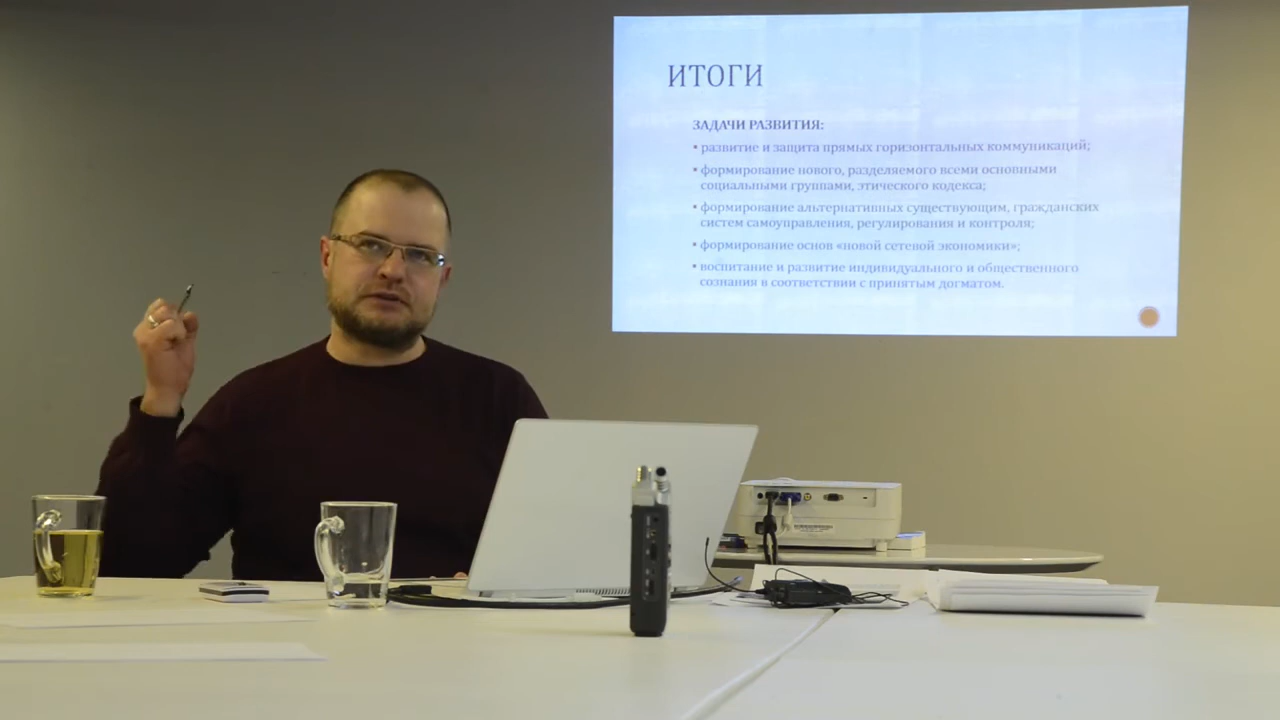 ИТОГИ
ЗАДАЧИ РАЗВИТИЯ:
▪ развитие и защита прямых горизонтальных коммуникаций;
▪ формирование нового, разделяемого всеми основными
социальными группами, этического кодекса;
▪ формирование альтернативных существующим, гражданских
систем самоуправления, регулирования и контроля;
▪ формирование основ «новой сетевой экономики»;
▪ воспитание и развитие индивидуального и общественного
сознания в соответствии с принятым догматом.